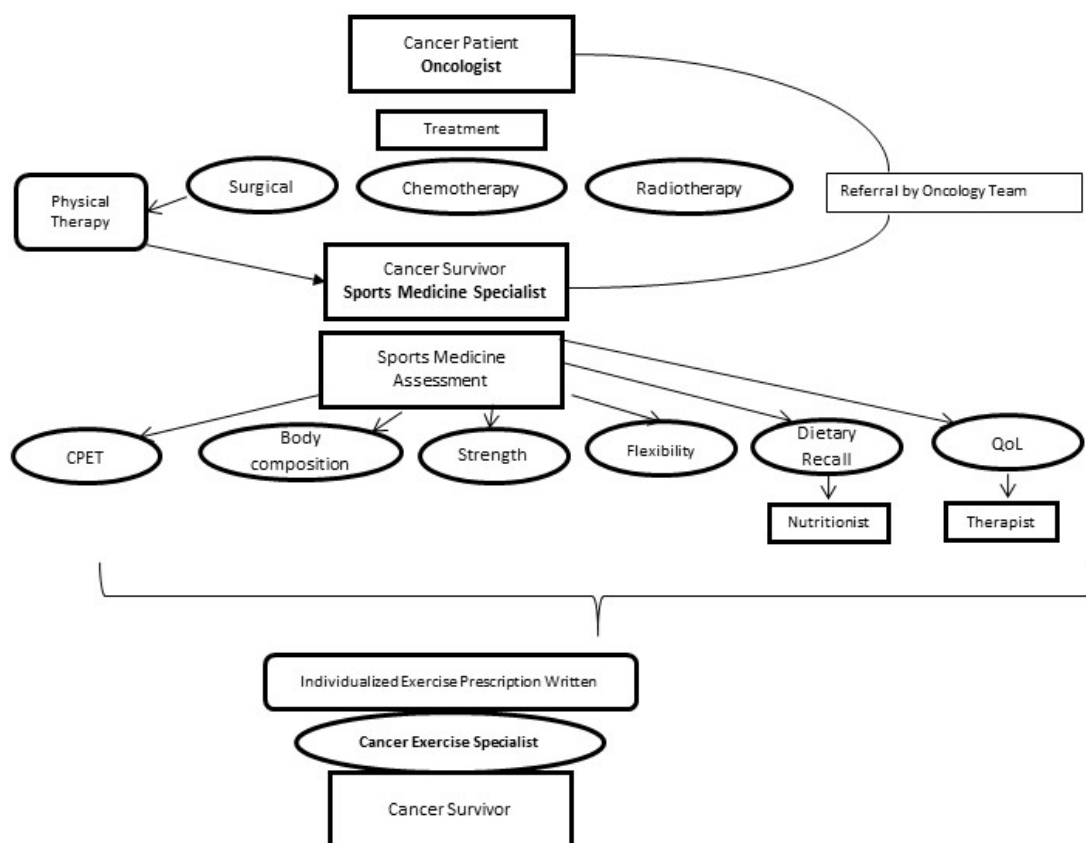 Cancer Patient
Oncologist
Treatment
Surgical
Chemotherapy
Radiotherapy
Physical
Therapy
Referral by Oncology Team
Cancer Survivor
Sports Medicine Specialist
Sports Medicine
Assessment
CPET
Body
composition
Strength
Flexibility
Dietary
Recall
QoL
Nutritionist
Therapist
Individualized Exercise Prescription Written
Cancer Exercise Specialist
Cancer Survivor